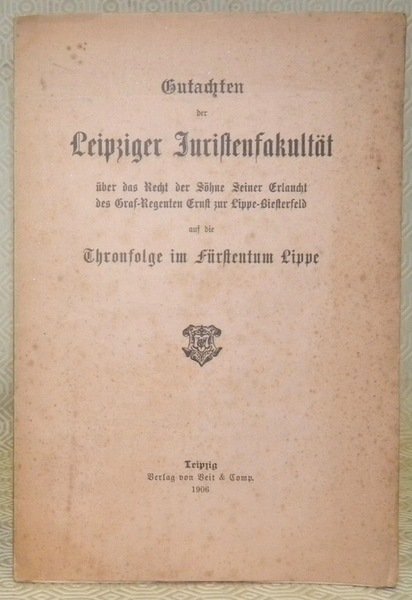 Gutachten
der
Leipziger Juristenfakultät
über das Recht der Söhne Seiner Erlaucht
des Graf-Regenten Ernst zur Lippe-Biesterfeld
auf die
Thronfolge im Fürstentum Lippe
Leipzig
Verlag von Veit & Comp.
1906